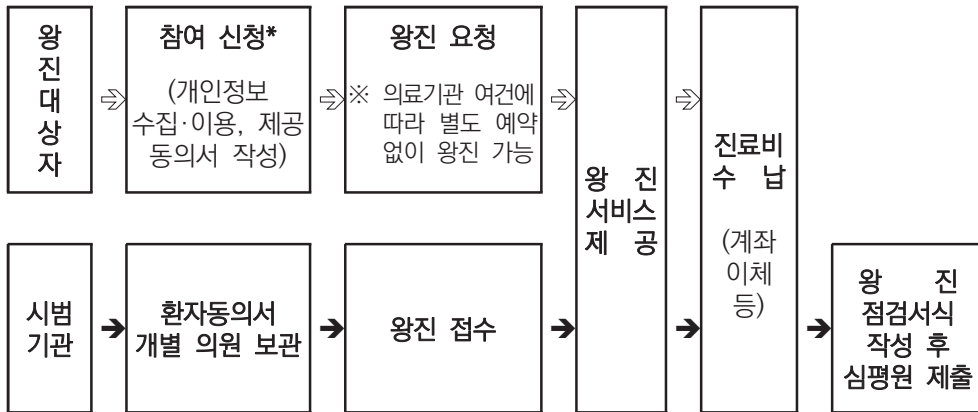 왕
진
대
상
자
⇨
참여 신청*
(개인정보
수집·이용, 제공
동의서 작성)
⇨
왕진 요청
※ 의료기관 여건에
따라 별도 예약
없이 왕진 가능
⇨
왕 진
서비스
제 공
⇨
진료비
수 납
(계좌
이체
등)
시범
기관
➔
환자동의서
개별 의원 보관
➔
왕진 접수
➔
➔
➔
왕 진
점검서식
작성 후
심평원 제출